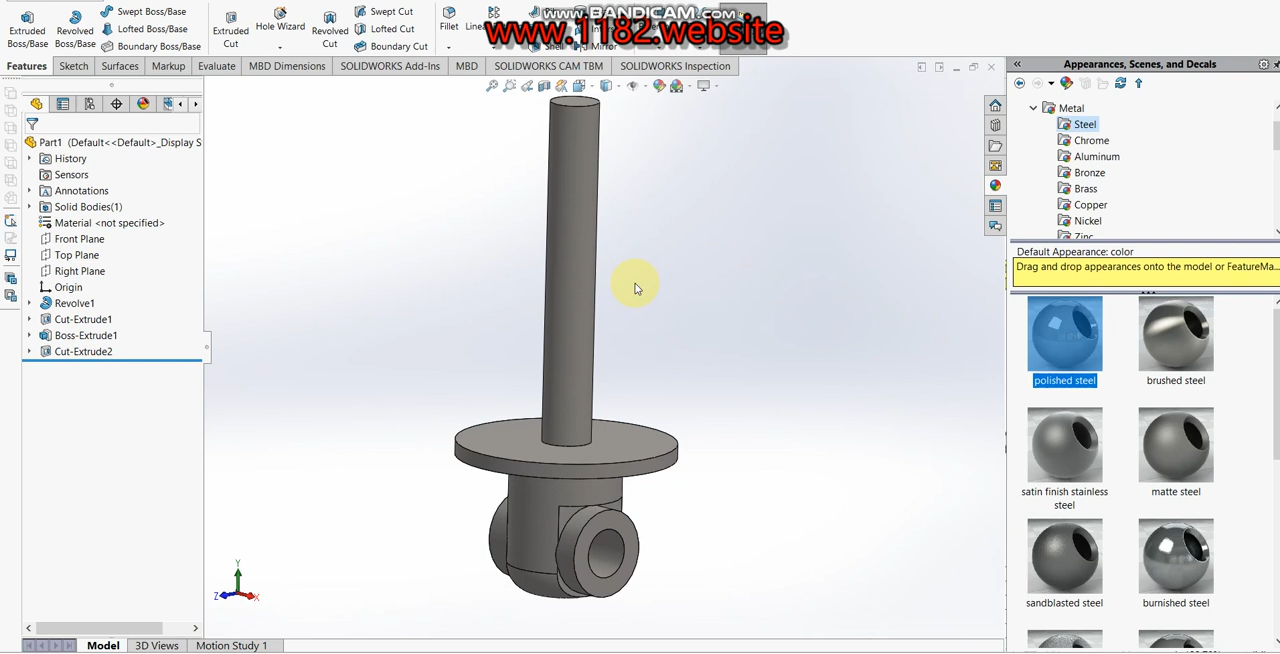 www.BANDICAM.com
www.1182.website
Extruded Boss/Base
Revolved Boss/Base
Swept Boss/Base
Lofted Boss/Base
Boundary Boss/Base
Extruded Cut
Hole Wizard
Revolved Cut
Swept Cut
Lofted Cut
Boundary Cut
Fillet
Shell
Mirror
Features
Sketch
Surfaces
Markup
Evaluate
MBD Dimensions
SOLIDWORKS Add-Ins
MBD
SOLIDWORKS CAM TBM
SOLIDWORKS Inspection
Part1 (Default<<Default>_Display S
History
Sensors
Annotations
Solid Bodies(1)
Material <not specified>
Front Plane
Top Plane
Right Plane
Origin
Revolve1
Cut-Extrude1
Boss-Extrude1
Cut-Extrude2
Y
Z
X
Model
3D Views
Motion Study 1
Appearances, Scenes, and Decals
Metal
Steel
Chrome
Aluminum
Bronze
Brass
Copper
Nickel
Zinc
Default Appearance: color
Drag and drop appearances onto the model or FeatureMa...
polished steel
brushed steel
satin finish stainless
steel
matte steel
sandblasted steel
burnished steel